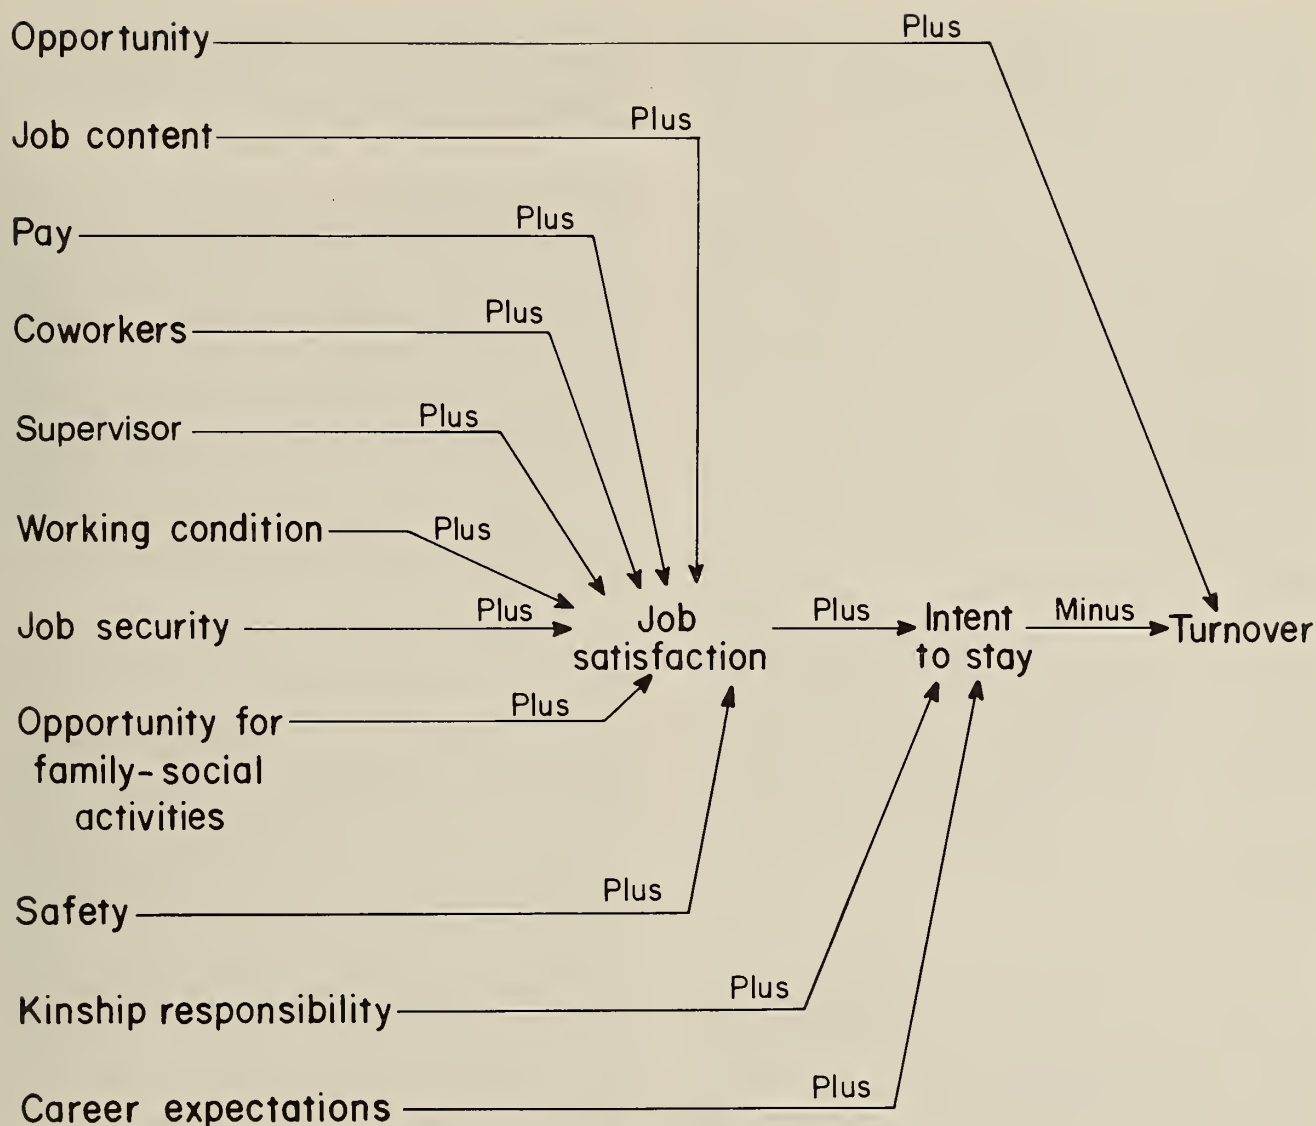 Opportunity Plus
Job content Plus
Pay Plus
Coworkers Plus
Supervisor Plus
Working condition Plus
Job security Plus Job Plus Intent Minus Turnover
satisfaction to stay
Opportunity for Plus
family-social
activities
Safety Plus
Kinship responsibility Plus
Career expectations Plus